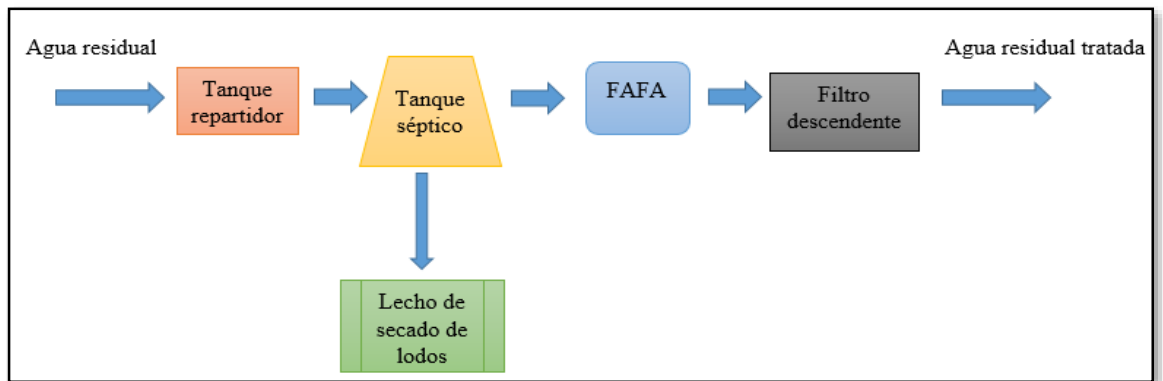 Agua residual
Agua residual tratada
Tanque
repartidor
Tanque
séptico
FAFA
Filtro
descendente
Lecho de
secado de
lodos